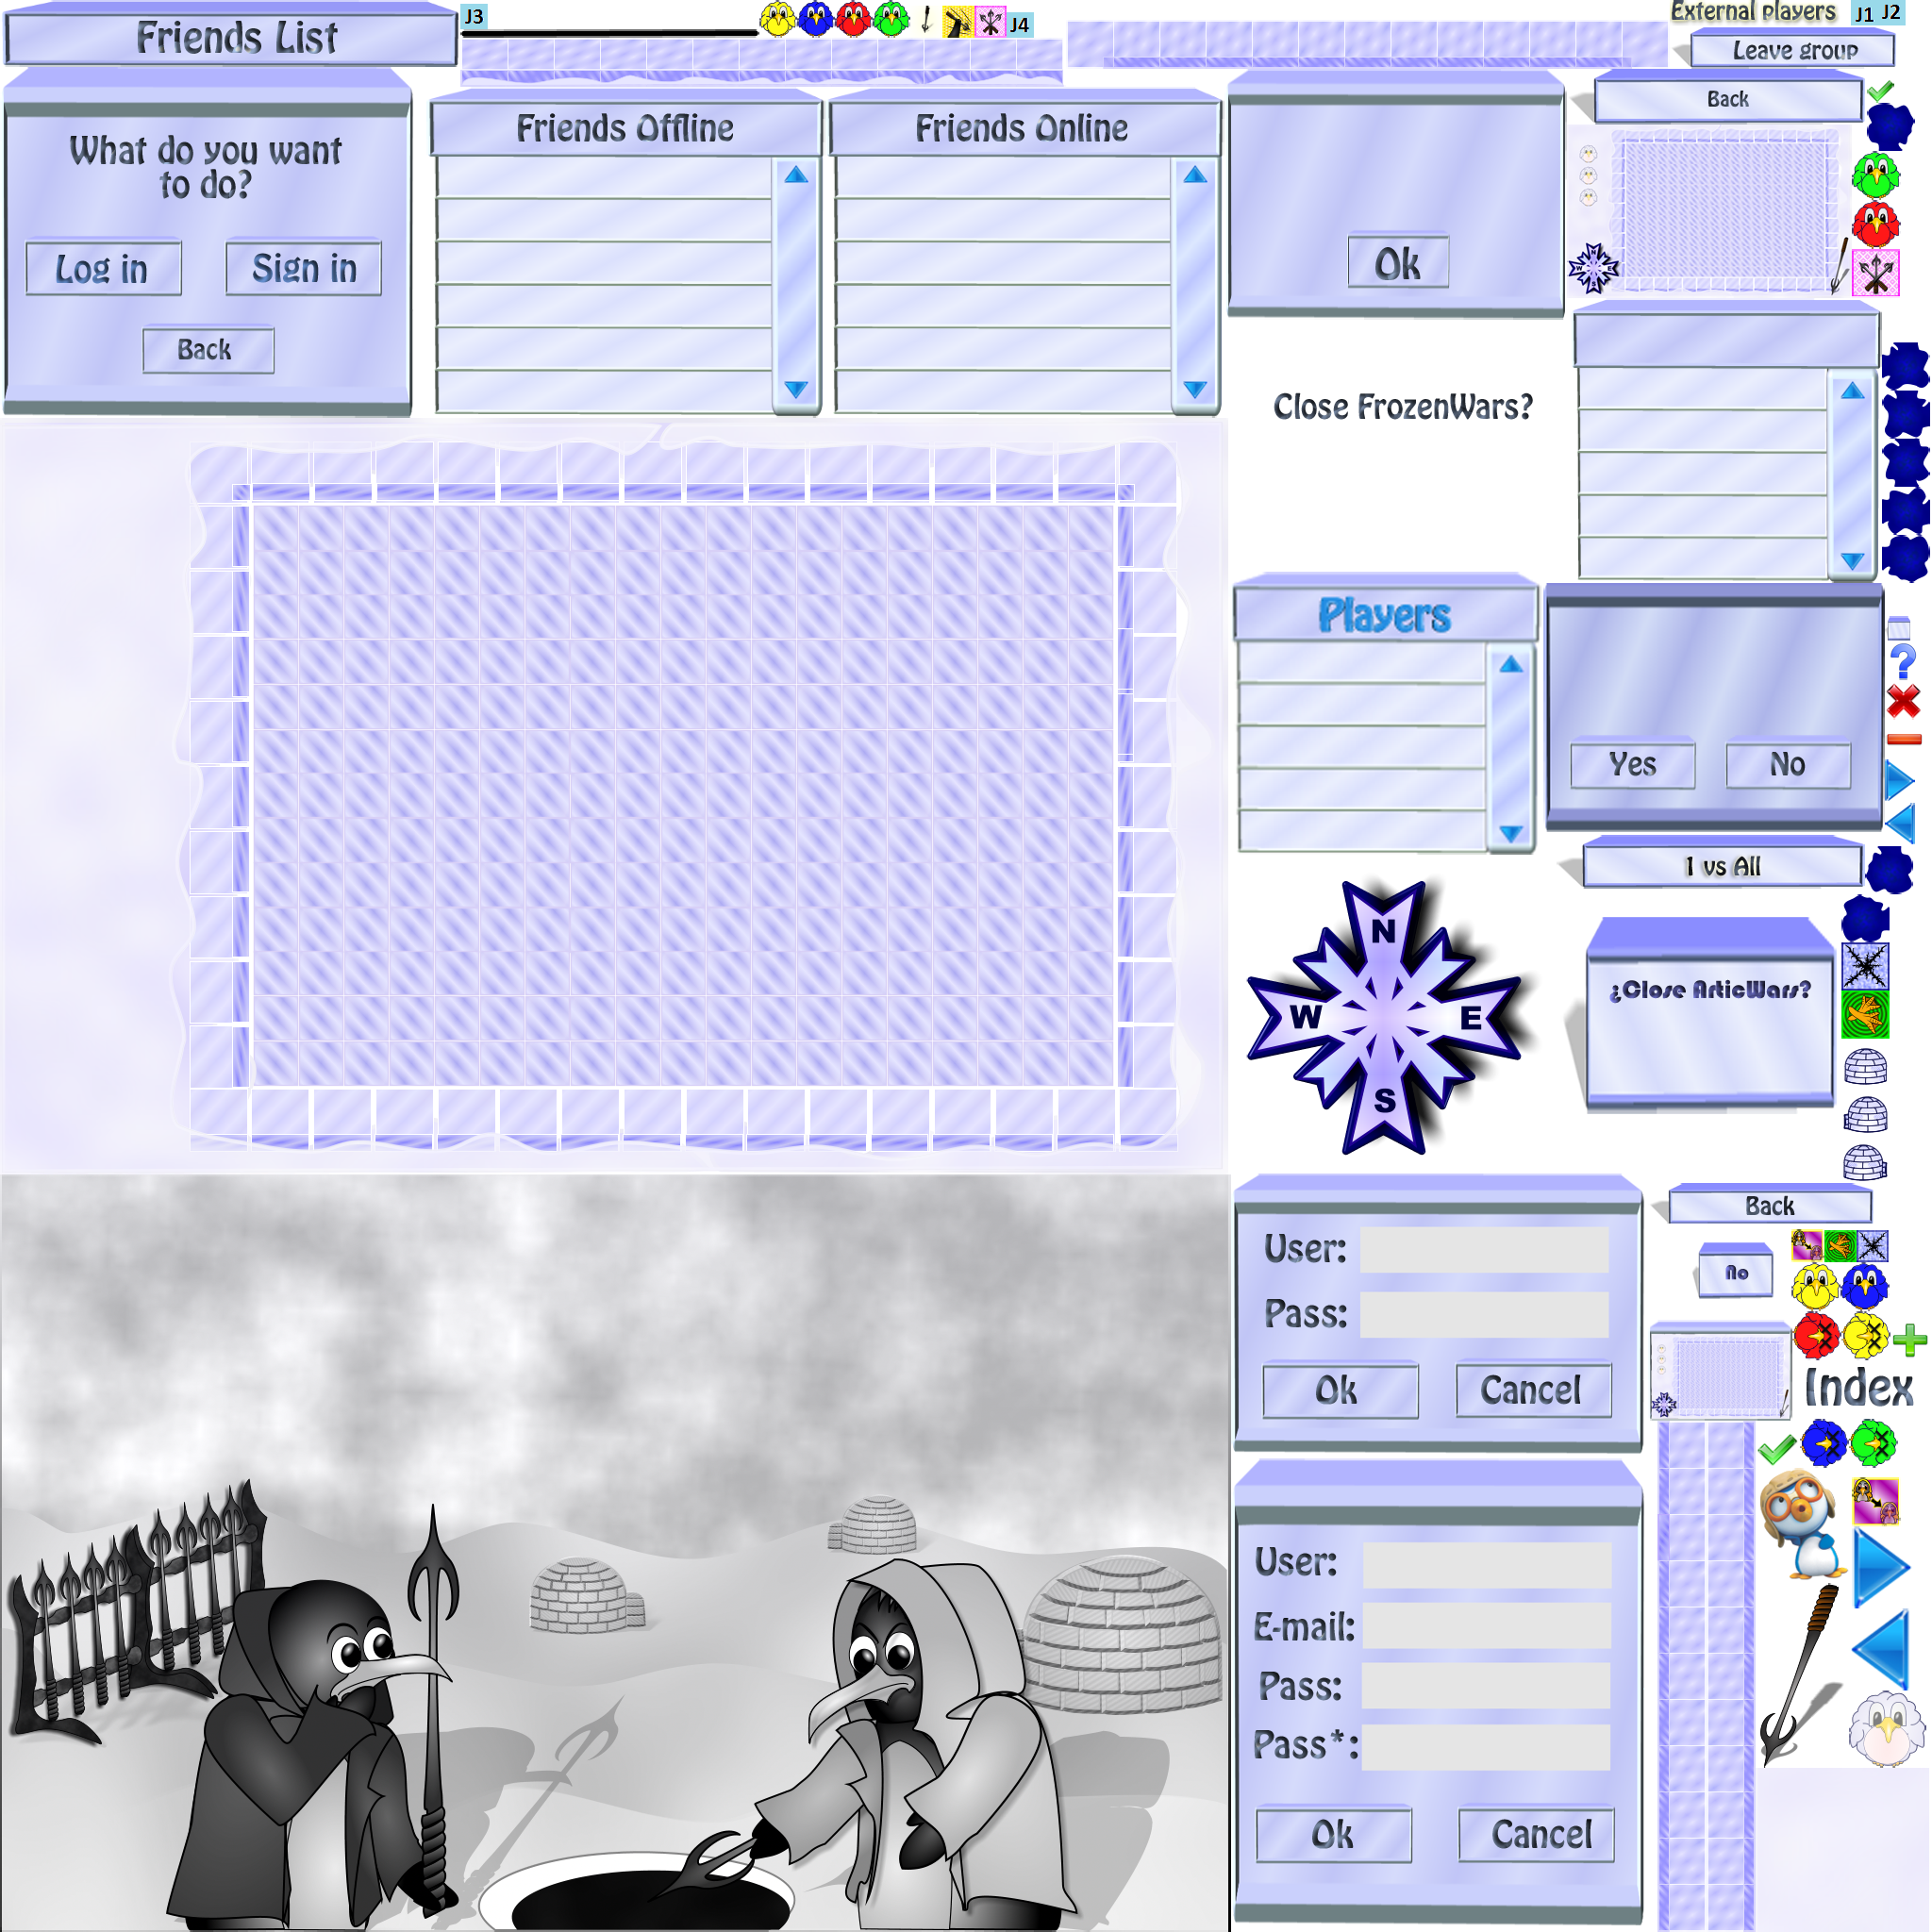 Friends List
J3
J4
External players
J1 J2
Leave group
What do you want
to do?
Log in
Sign in
Back
Friends Offline
Friends Online
Ok
Back
Close FrozenWars?
Players
Yes
No
1 vs All
N
W
E
S
¿Close ArticWars?
Back
No
Index
User:
Pass:
Ok
Cancel
User:
E-mail:
Pass:
Pass*:
Ok
Cancel